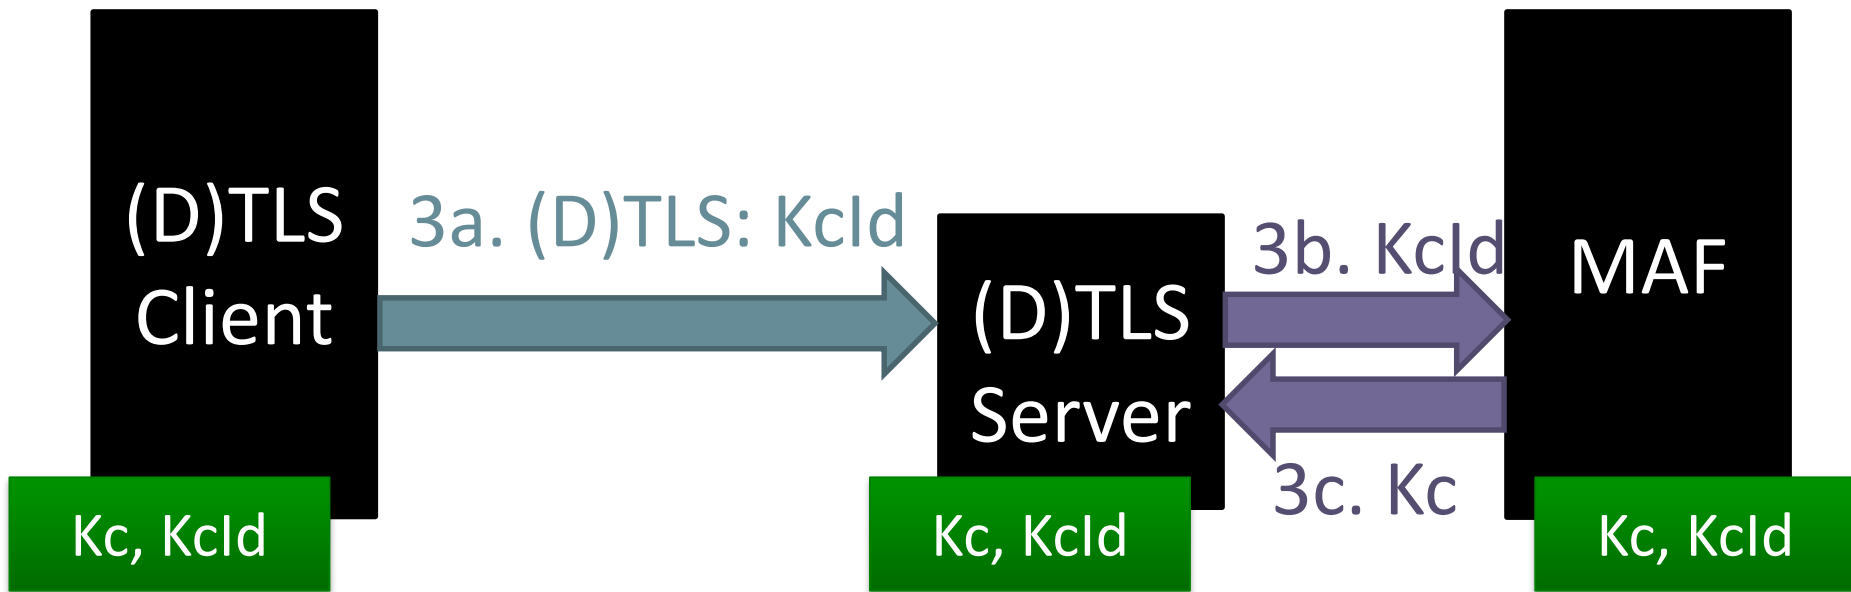 (D)TLS
Client
3a. (D)TLS: KcId
(D)TLS
Server
3b. KcId
3c. Kc
MAF
Kc, KcId
Kc, KcId
Kc, KcId